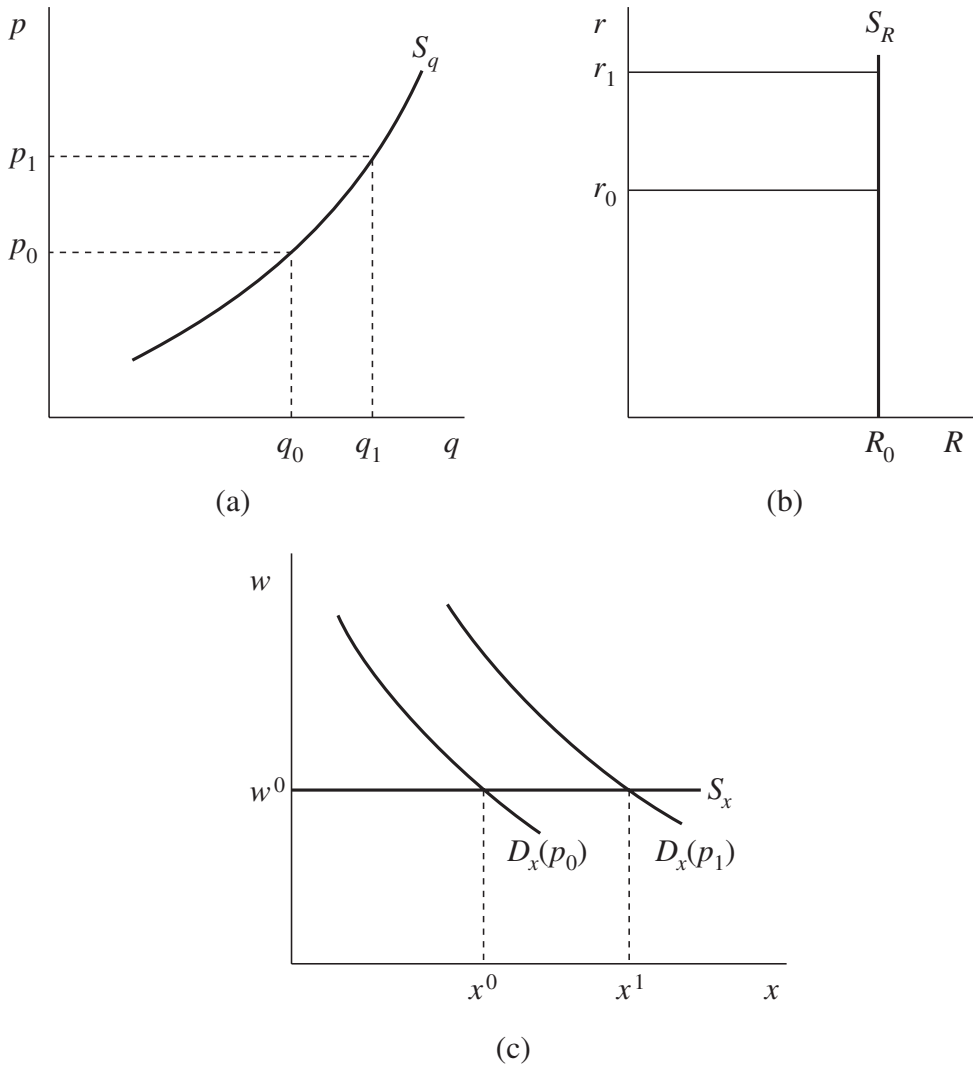 p
S_q
p_1
p_0
q_0 q_1 q
(a)
r
S_R
r_1
r_0
R_0 R
(b)
w
w^0
S_x
D_x(p_0) D_x(p_1)
x^0 x^1 x
(c)